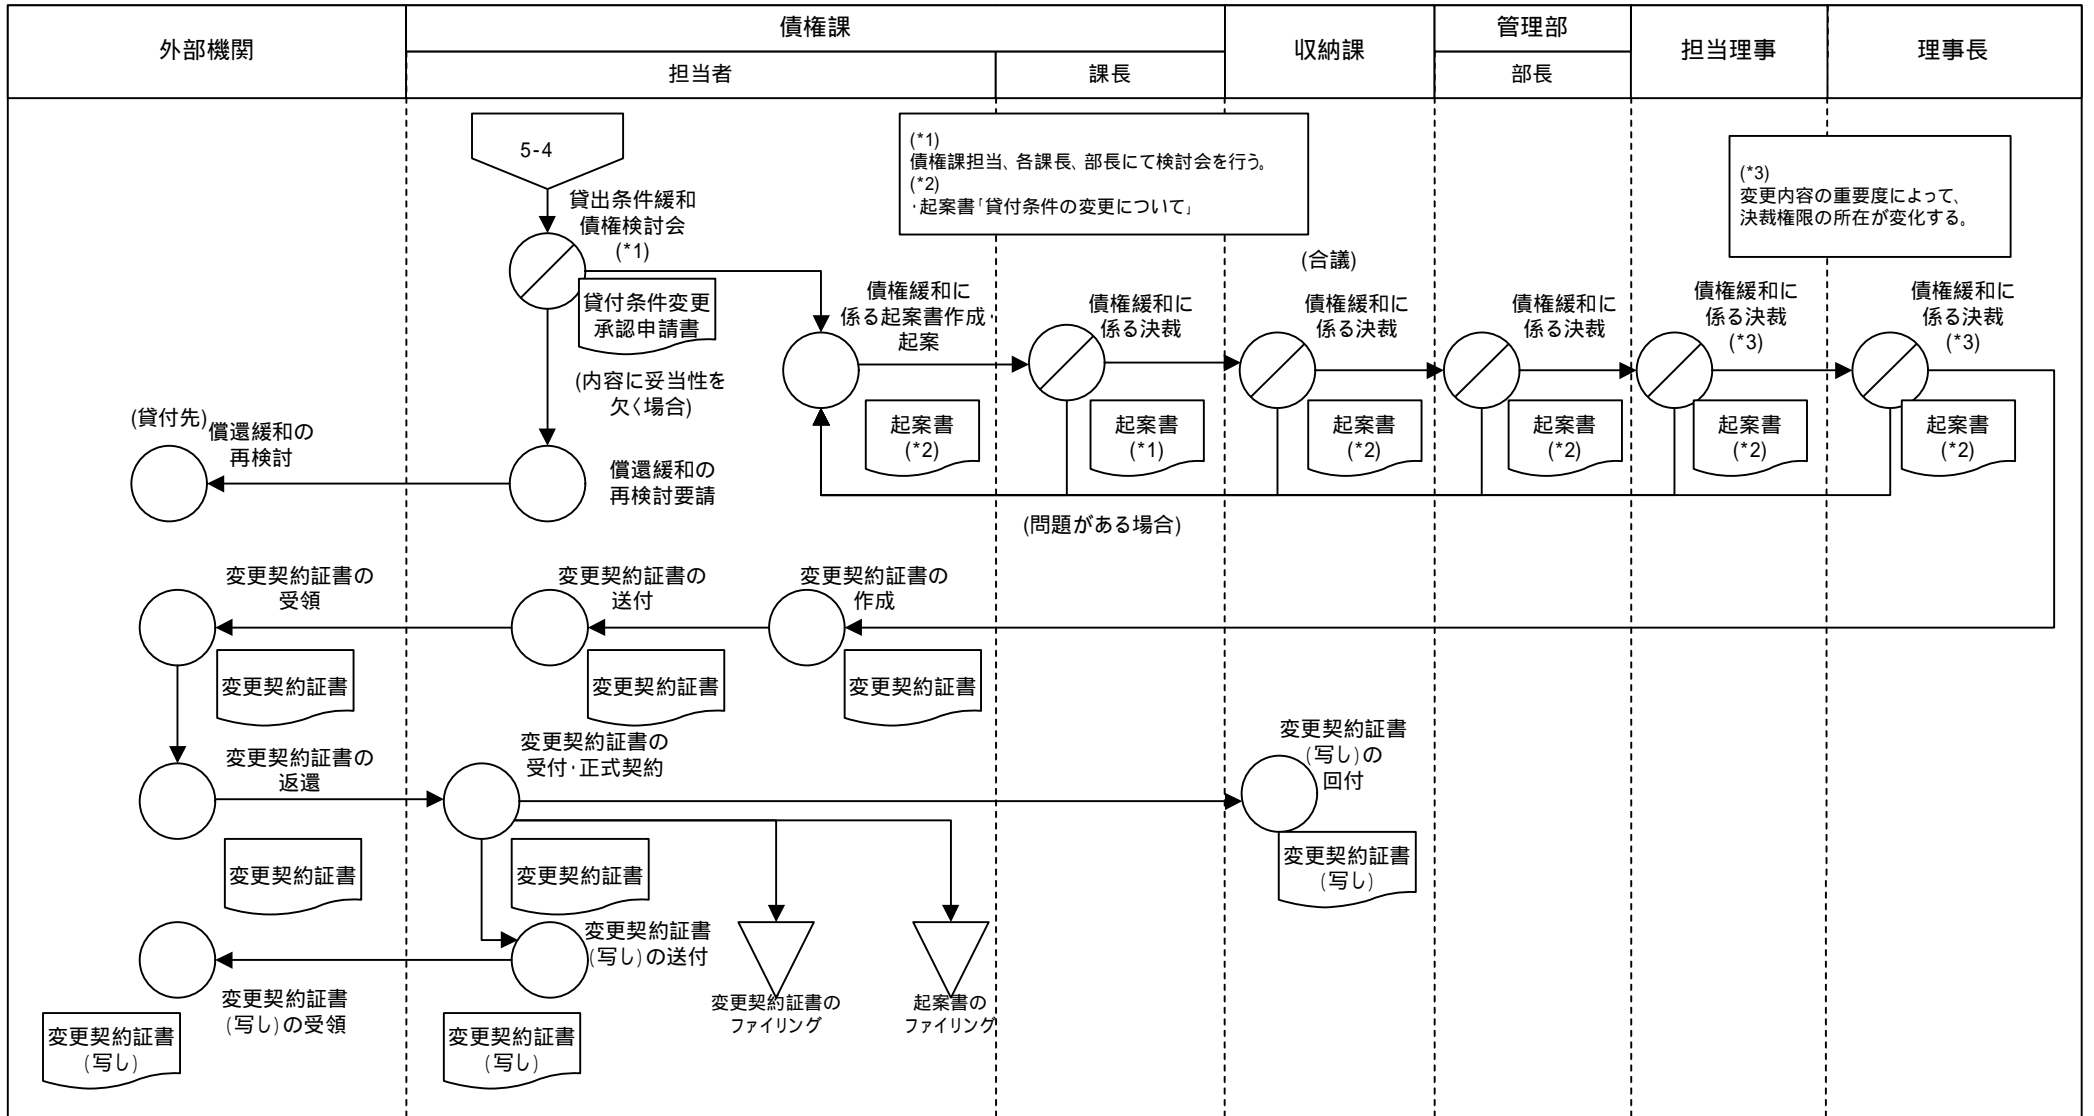 外部機関
債権課
収納課
管理部
担当理事
理事長
担当者
課長
部長
5-4
(*1)
債権課担当、各課長、部長にて検討会を行う。
(*2)
・起案書「貸付条件の変更について」
(*3)
変更内容の重要度によって、
決裁権限の所在が変化する。
貸出条件緩和
債権検討会
(*1)
貸付条件変更
承認申請書
(内容に妥当性を
欠く場合)
債権緩和に
係る起案書作成・
起案
起案書
(*2)
債権緩和に
係る決裁
起案書
(*1)
(合議)
債権緩和に
係る決裁
起案書
(*2)
債権緩和に
係る決裁
起案書
(*2)
債権緩和に
係る決裁
(*3)
起案書
(*2)
債権緩和に
係る決裁
(*3)
起案書
(*2)
(問題がある場合)
(貸付先)
償還緩和の
再検討
償還緩和の
再検討要請
変更契約証書の
受領
変更契約証書
変更契約証書の
送付
変更契約証書
変更契約証書の
作成
変更契約証書
変更契約証書の
返還
変更契約証書
変更契約証書の
受付・正式契約
変更契約証書
変更契約証書
(写し)の
回付
変更契約証書
(写し)
変更契約証書
(写し)の送付
変更契約証書
(写し)の受領
変更契約証書の
ファイリング
起案書の
ファイリング
変更契約証書
(写し)
変更契約証書
(写し)